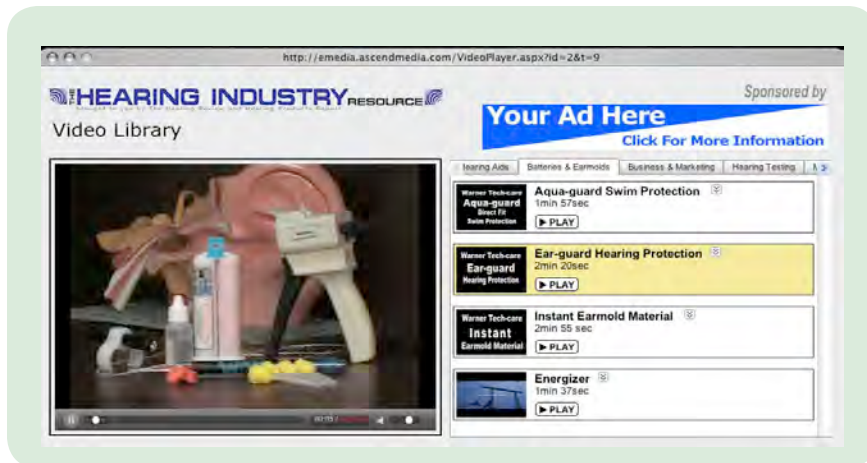 http://emedia.ascendmedia.com/VideoPlayer.aspx?id=2&t=9
THE HEARING INDUSTRY RESOURCE
Video Library
Sponsored by
Your Ad Here
Click For More Information
Hearing Aids
Batteries & Earmolds
Business & Marketing
Hearing Testing
Warner Tech-care
Aqua-guard
Direct Fit
Swim Protection
Aqua-guard Swim Protection
1min 57sec
PLAY
Warner Tech-care
Ear-guard
Hearing Protection
Ear-guard Hearing Protection
2min 20sec
PLAY
Warner Tech-care
Instant
Earmold Material
Instant Earmold Material
2min 55 sec
PLAY
Energizer
1min 37sec
PLAY